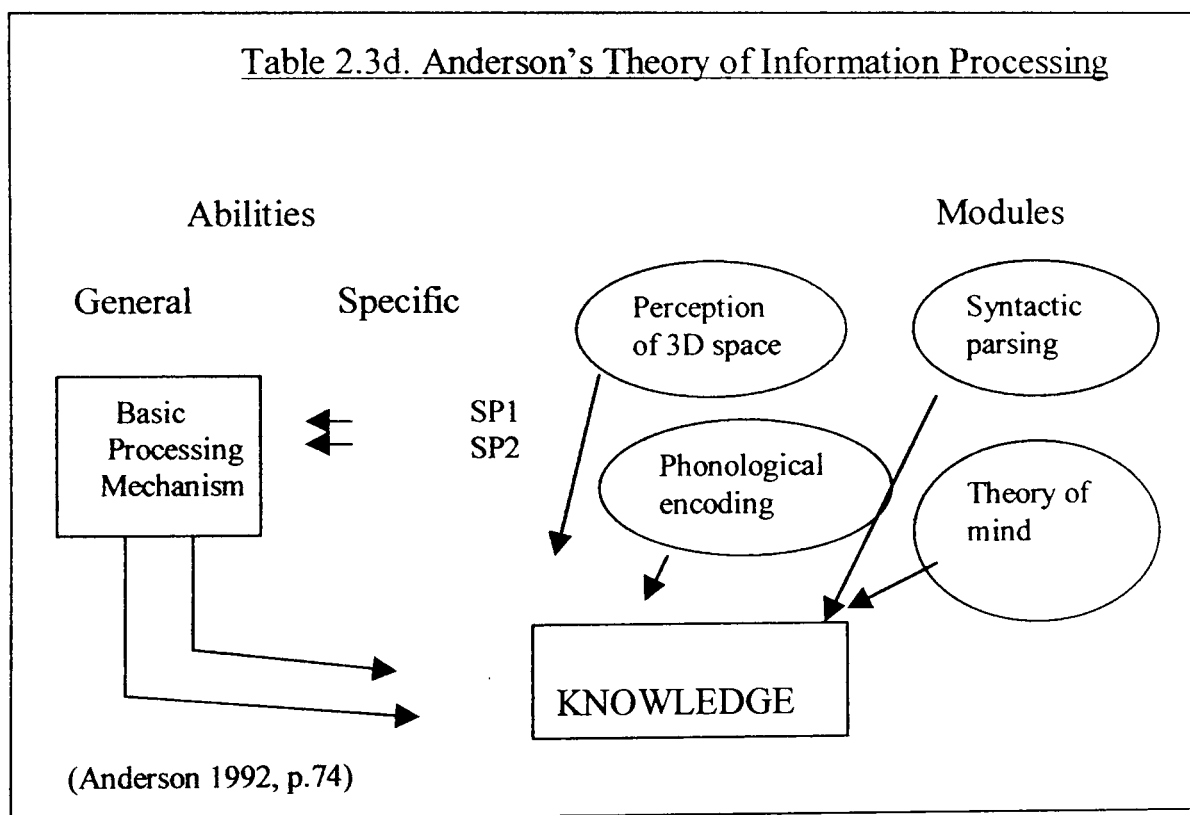 Table 2.3d. Anderson's Theory of Information Processing
Abilities
Modules
General
Specific
Perception
of 3D space
Syntactic
parsing
Basic
Processing
Mechanism
SP1
SP2
Phonological
encoding
Theory of
mind
KNOWLEDGE
(Anderson 1992, p.74)